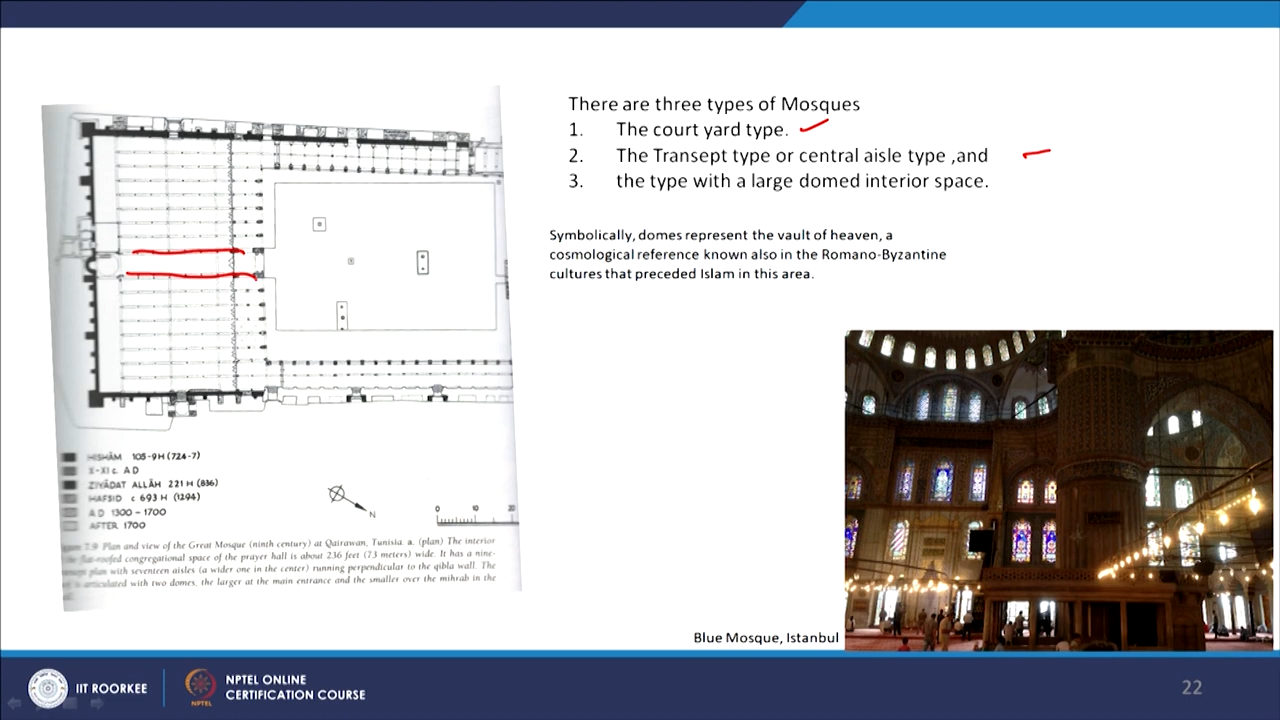 There are three types of Mosques
1. The court yard type.
2. The Transept type or central aisle type ,and
3. the type with a large domed interior space.
Symbolically, domes represent the vault of heaven, a
cosmological reference known also in the Romano-Byzantine
cultures that preceded Islam in this area.
HISHĀM 105-9H (724-7)
X-XI c. A D
ZIYĀDAT ALLĀH 221 H (836)
HAFSID c 693 H (1294)
A D 1300 - 1700
AFTER 1700
N
0 10 20
7.9 Plan and view of the Great Mosque (ninth century) at Qairawan, Tunisia. a. (plan) The interior
flat-roofed congregational space of the prayer hall is about 236 feet (73 meters) wide. It has a nine-
plan with seventeen aisles (a wider one in the center) running perpendicular to the qibla wall. The
articulated with two domes, the larger at the main entrance and the smaller over the mihrab in the
Blue Mosque, Istanbul
IIT ROORKEE
NPTEL
NPTEL ONLINE
CERTIFICATION COURSE
22